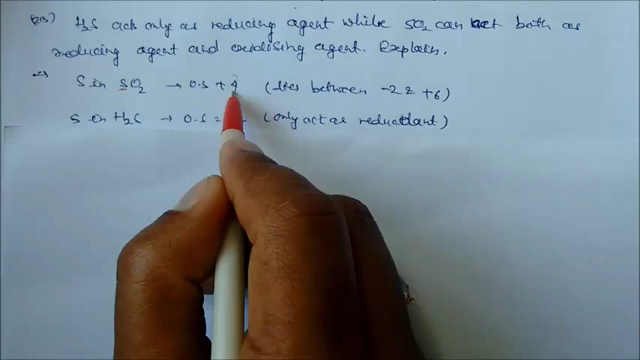 H2S acts only as reducing agent while SO2 can act both as
reducing agent and oxidising agent. Explain.
S in SO2 → O.S +4 (lies between -2 & +6)
S in H2S → O.S = (only act as reductant)